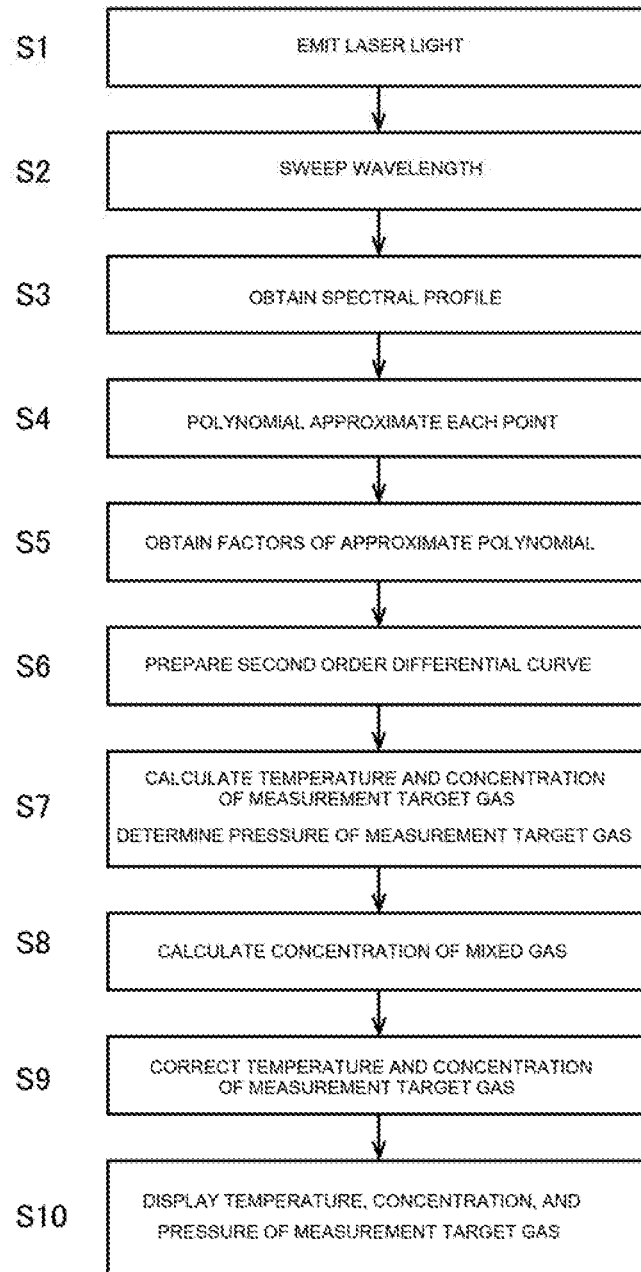 S1
EMIT LASER LIGHT
S2
SWEEP WAVELENGTH
S3
OBTAIN SPECTRAL PROFILE
S4
POLYNOMIAL APPROXIMATE EACH POINT
S5
OBTAIN FACTORS OF APPROXIMATE POLYNOMIAL
S6
PREPARE SECOND ORDER DIFFERENTIAL CURVE
S7
CALCULATE TEMPERATURE AND CONCENTRATION
OF MEASUREMENT TARGET GAS
DETERMINE PRESSURE OF MEASUREMENT TARGET GAS
S8
CALCULATE CONCENTRATION OF MIXED GAS
S9
CORRECT TEMPERATURE AND CONCENTRATION
OF MEASUREMENT TARGET GAS
S10
DISPLAY TEMPERATURE, CONCENTRATION, AND
PRESSURE OF MEASUREMENT TARGET GAS